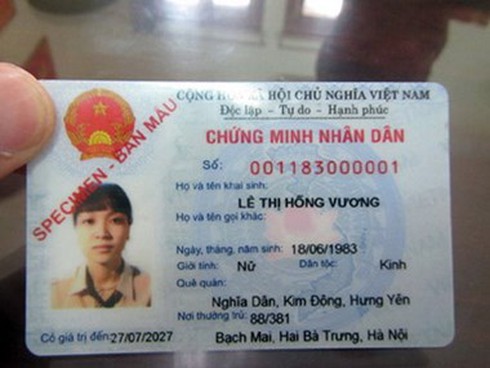 CỘNG HÒA XÃ HỘI CHỦ NGHĨA VIỆT NAM
Độc lập - Tự do - Hạnh phúc
CHỨNG MINH NHÂN DÂN
Số: 001183000001
SPECIMEN - BẢN MẪU
Họ và tên khai sinh:
LÊ THỊ HỒNG VƯƠNG
Họ và tên gọi khác:
Ngày, tháng, năm sinh: 18/06/1983
Giới tính: Nữ Dân tộc: Kinh
Quê quán:
Nghĩa Dân, Kim Động, Hưng Yên
Nơi thường trú: 88/381
Bạch Mai, Hai Bà Trưng, Hà Nội
Có giá trị đến: 27/07/2027